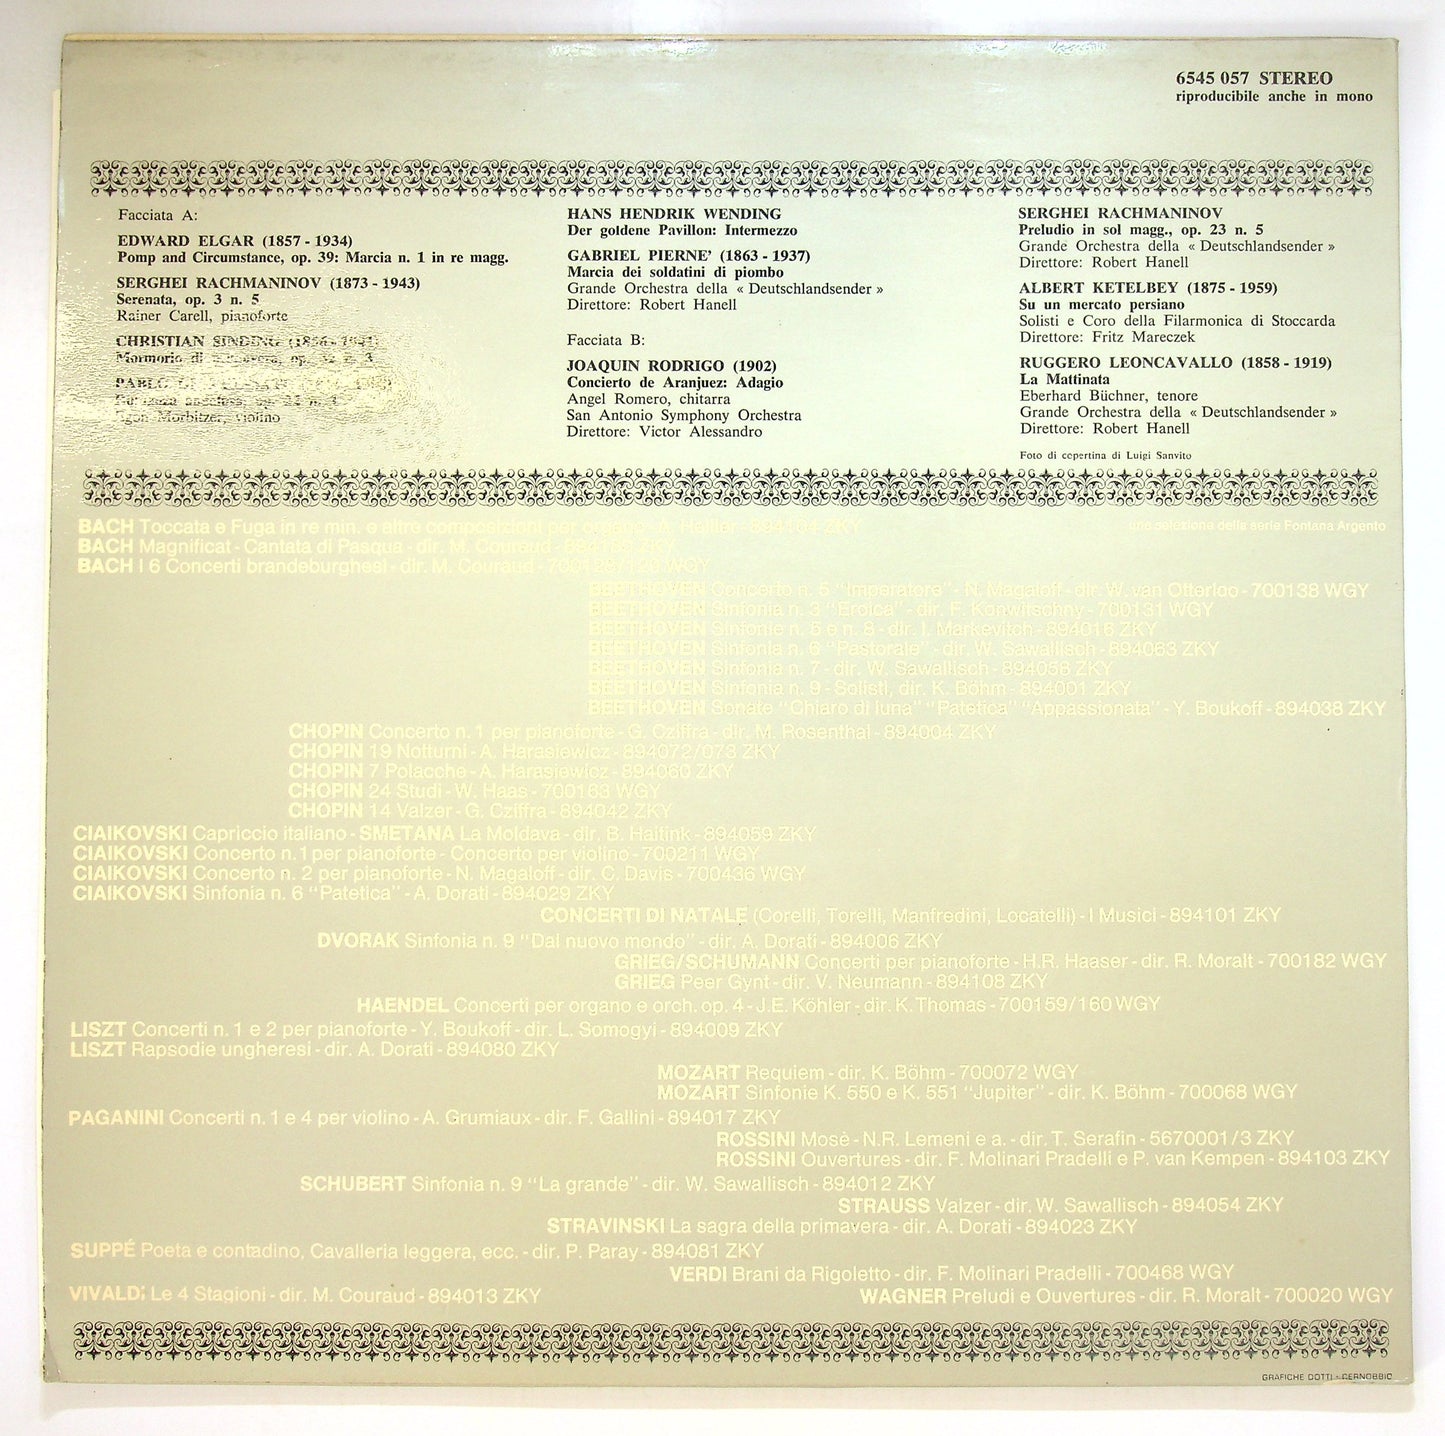 6545 057 STEREO
riproducibile anche in mono
Facciata A:
EDWARD ELGAR (1857 - 1934)
Pomp and Circumstance, op. 39: Marcia n. 1 in re magg.
SERGHEI RACHMANINOV (1873 - 1943)
Serenata, op. 3 n. 5
Rainer Carell, pianoforte
CHRISTIAN SINDING (1856 - 1941)
Mormorio di primavera, op. 32 n. 3
PABLO DE SARASATE
Romanza andalusa, op. 22 n.
Egon Morbitzer, violino
HANS HENDRIK WENDING
Der goldene Pavillon: Intermezzo
GABRIEL PIERNE' (1863 - 1937)
Marcia dei soldatini di piombo
Grande Orchestra della « Deutschlandsender »
Direttore: Robert Hanell
Facciata B:
JOAQUIN RODRIGO (1902)
Concierto de Aranjuez: Adagio
Angel Romero, chitarra
San Antonio Symphony Orchestra
Direttore: Victor Alessandro
SERGHEI RACHMANINOV
Preludio in sol magg., op. 23 n. 5
Grande Orchestra della « Deutschlandsender »
Direttore: Robert Hanell
ALBERT KETELBEY (1875 - 1959)
Su un mercato persiano
Solisti e Coro della Filarmonica di Stoccarda
Direttore: Fritz Mareczek
RUGGERO LEONCAVALLO (1858 - 1919)
La Mattinata
Eberhard Büchner, tenore
Grande Orchestra della « Deutschlandsender »
Direttore: Robert Hanell
Foto di copertina di Luigi Sanvito
una selezione della serie Fontana Argento
BACH Toccata e Fuga in re min. e altre composizioni per ZKY
BACH Magnificat - Cantata di Pasqua - dir. M. Couraud - ZKY
BACH I 6 Concerti brandeburghesi - dir. M. Couraud - 700128/129 WGY
BEETHOVEN Concerto n. 5 "Imperatore" - N. Magaloff - dir. W. van Otterloo - 700138 WGY
BEETHOVEN Sinfonia n. 3 "Eroica" - dir. F. Konwitschny - 700131 WGY
BEETHOVEN Sinfonie n. 5 e n. 8 - dir. I. Markevitch - 894016 ZKY
BEETHOVEN Sinfonia n. 6 "Pastorale" - dir. W. Sawallisch - 894063 ZKY
BEETHOVEN Sinfonia n. 7 - dir. W. Sawallisch - 894058 ZKY
BEETHOVEN Sinfonia n. 9 - Solisti, dir. K. Böhm - 894001 ZKY
BEETHOVEN Sonate "Chiaro di luna" "Patetica" "Appassionata" - Y. Boukoff - 894038 ZKY
CHOPIN Concerto n. 1 per pianoforte - G. Cziffra - dir. M. Rosenthal - 894004 ZKY
CHOPIN 19 Notturni - A. Harasiewicz - 894072/073 ZKY
CHOPIN 7 Polacche - A. Harasiewicz - 894060 ZKY
CHOPIN 24 Studi - W. Haas - 700163 WGY
CHOPIN 14 Valzer - G. Cziffra - 894042 ZKY
CIAIKOVSKI Capriccio italiano - SMETANA La Moldava - dir. B. Haitink - 894059 ZKY
CIAIKOVSKI Concerto n. 1 per pianoforte - Concerto per violino - 700211 WGY
CIAIKOVSKI Concerto n. 2 per pianoforte - N. Magaloff - dir. C. Davis - 700436 WGY
CIAIKOVSKI Sinfonia n. 6 "Patetica" - A. Dorati - 894029 ZKY
CONCERTI DI NATALE (Corelli, Torelli, Manfredini, Locatelli) - I Musici - 894101 ZKY
DVORAK Sinfonia n. 9 "Dal nuovo mondo" - dir. A. Dorati - 894006 ZKY
GRIEG/SCHUMANN Concerti per pianoforte - H.R. Haaser - dir. R. Moralt - 700182 WGY
GRIEG Peer Gynt - dir. V. Neumann - 894108 ZKY
HAENDEL Concerti per organo e orch. op. 4 - J.E. Köhler - dir. K. Thomas - 700159/160 WGY
LISZT Concerti n. 1 e 2 per pianoforte - Y. Boukoff - dir. L. Somogyi - 894009 ZKY
LISZT Rapsodie ungheresi - dir. A. Dorati - 894080 ZKY
MOZART Requiem - dir. K. Böhm - 700072 WGY
MOZART Sinfonie K. 550 e K. 551 "Jupiter" - dir. K. Böhm - 700068 WGY
PAGANINI Concerti n. 1 e 4 per violino - A. Grumiaux - dir. F. Gallini - 894017 ZKY
ROSSINI Mosè - N.R. Lemeni e a. - dir. T. Serafin - 5670001/3 ZKY
ROSSINI Ouvertures - dir. F. Molinari Pradelli e P. van Kempen - 894103 ZKY
SCHUBERT Sinfonia n. 9 "La grande" - dir. W. Sawallisch - 894012 ZKY
STRAUSS Valzer - dir. W. Sawallisch - 894054 ZKY
STRAVINSKI La sagra della primavera - dir. A. Dorati - 894023 ZKY
SUPPÉ Poeta e contadino, Cavalleria leggera, ecc. - dir. P. Paray - 894081 ZKY
VERDI Brani da Rigoletto - dir. F. Molinari Pradelli - 700468 WGY
VIVALDI Le 4 Stagioni - dir. M. Couraud - 894013 ZKY
WAGNER Preludi e Ouvertures - dir. R. Moralt - 700020 WGY
GRAFICHE DOTTI - CERNOBBIO